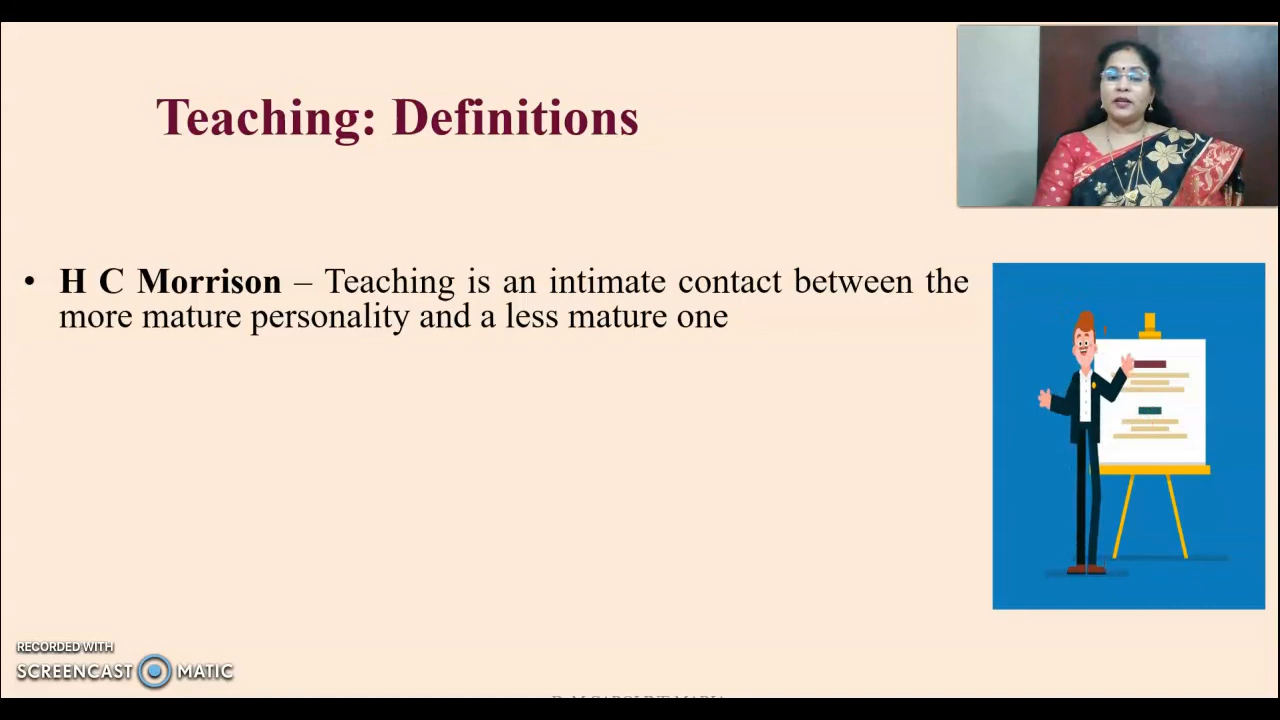 Teaching: Definitions
• H C Morrison – Teaching is an intimate contact between the
more mature personality and a less mature one
RECORDED WITH
SCREENCAST MATIC